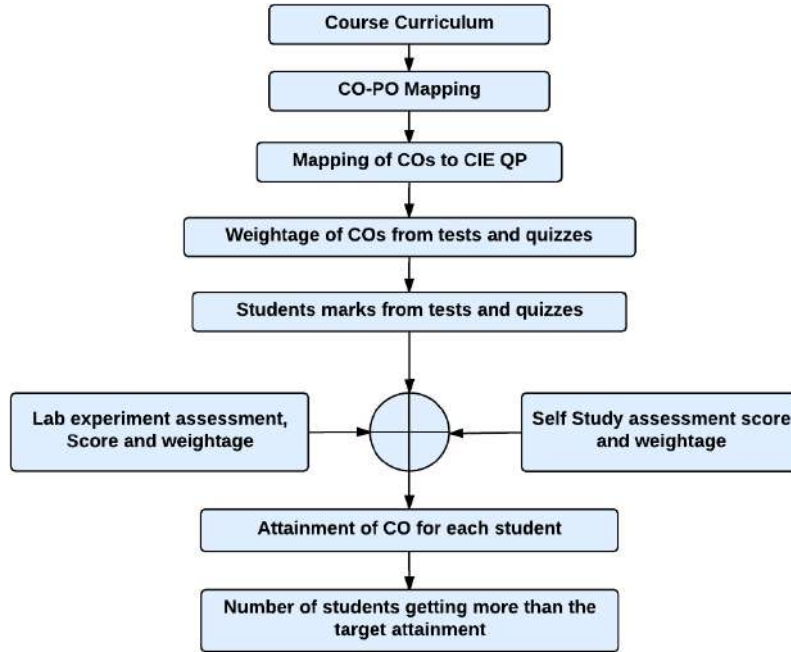 Course Curriculum
CO-PO Mapping
Mapping of COs to CIE QP
Weightage of COs from tests and quizzes
Students marks from tests and quizzes
Lab experiment assessment,
Score and weightage
Self Study assessment score
and weightage
Attainment of CO for each student
Number of students getting more than the
target attainment